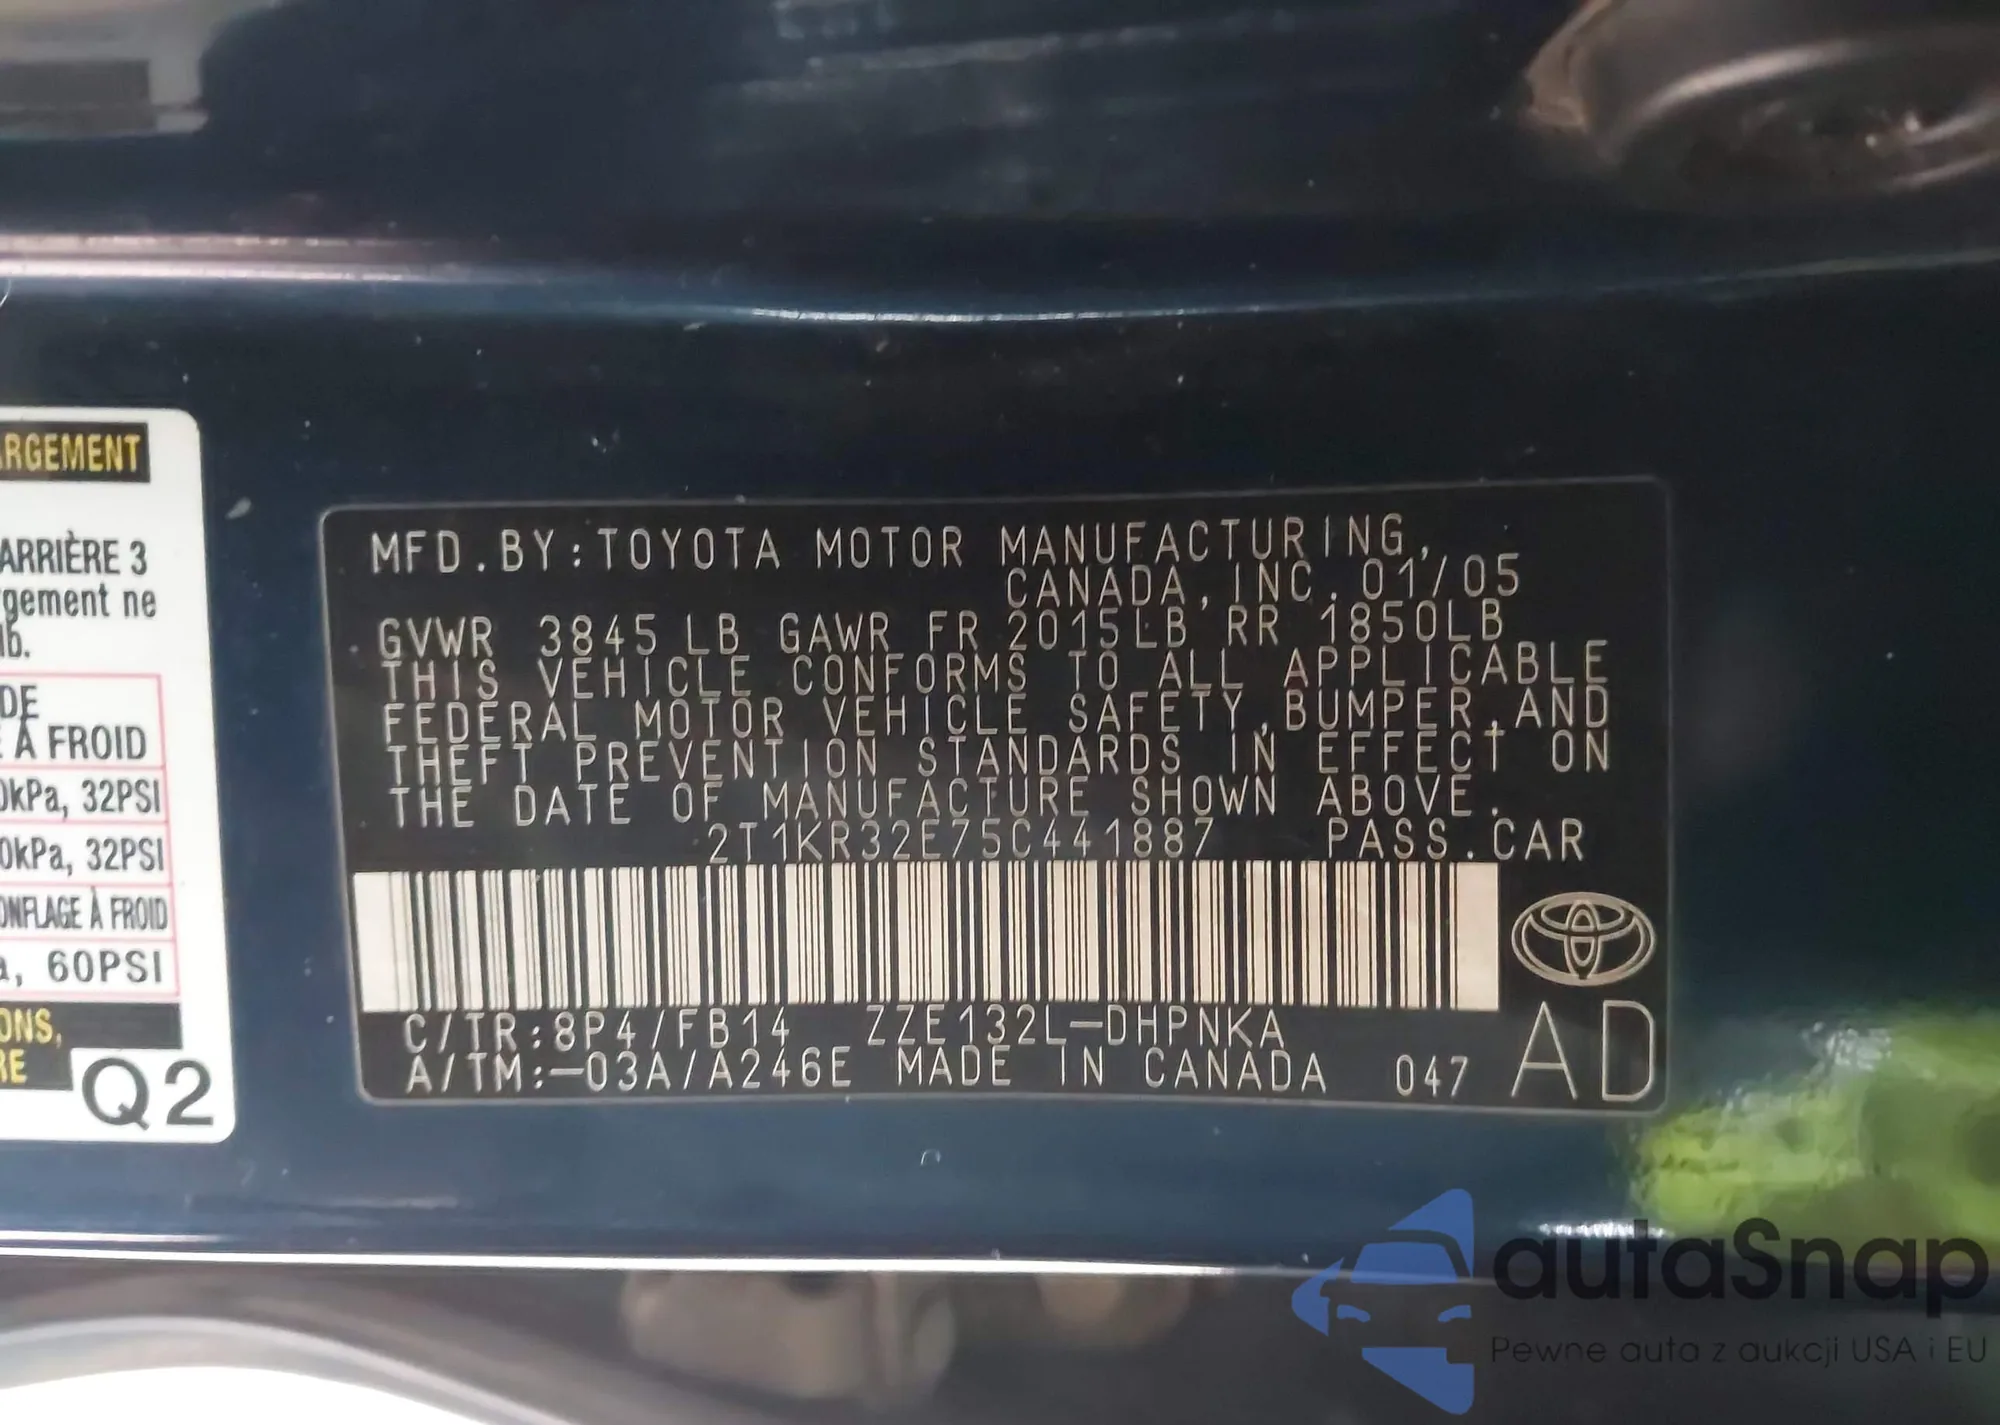 RGEMENT
ARRIÈRE 3
gement ne
lb.
DE
À FROID
0kPa, 32PSI
0kPa, 32PSI
ONFLAGE À FROID
a, 60PSI
ONS,
RE
Q2
MFD.BY:TOYOTA MOTOR MANUFACTURING,
CANADA,INC. 01/05
GVWR 3845 LB GAWR FR 2015LB RR 1850LB
THIS VEHICLE CONFORMS TO ALL APPLICABLE
FEDERAL MOTOR VEHICLE SAFETY,BUMPER,AND
THEFT PREVENTION STANDARDS IN EFFECT ON
THE DATE OF MANUFACTURE SHOWN ABOVE.
2T1KR32E75C441887 PASS.CAR
C/TR:8P4/FB14 ZZE132L-DHPNKA
A/TM:-03A/A246E MADE IN CANADA 047
AD
autaSnap
Pewne auta z aukcji USA i EU